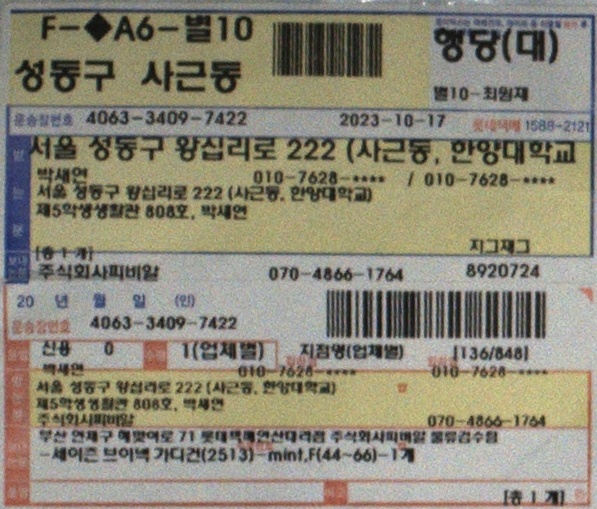 F-◆A6-별10
행당(대)
성동구 사근동
별10-최원재
운송장번호 4063-3409-7422 2023-10-17 롯데택배 1588-2121
서울 성동구 왕십리로 222 (사근동, 한양대학교
박새연 010-7628-**** / 010-7628-****
서울 성동구 왕십리로 222 (사근동, 한양대학교)
제5학생생활관 808호, 박새연
[총 1 개] 지그재그
주식회사피비알 070-4866-1764 8920724
20 년 월 일 (인)
운송장번호 4063-3409-7422
신용 0 1(업체별) 지점명(업체별) [136/848]
박새연 010-7628-**** 010-7628-****
서울 성동구 왕십리로 222 (사근동, 한양대학교)
제5학생생활관 808호, 박새연
주식회사피비알 070-4866-1764
부산 연제구 해맞이로 71 롯데택배연산대리점 주식회사피비알 물류검수팀
-세이즌 브이넥 가디건(2513)-mint,F(44~66)-1개
[총 1 개]